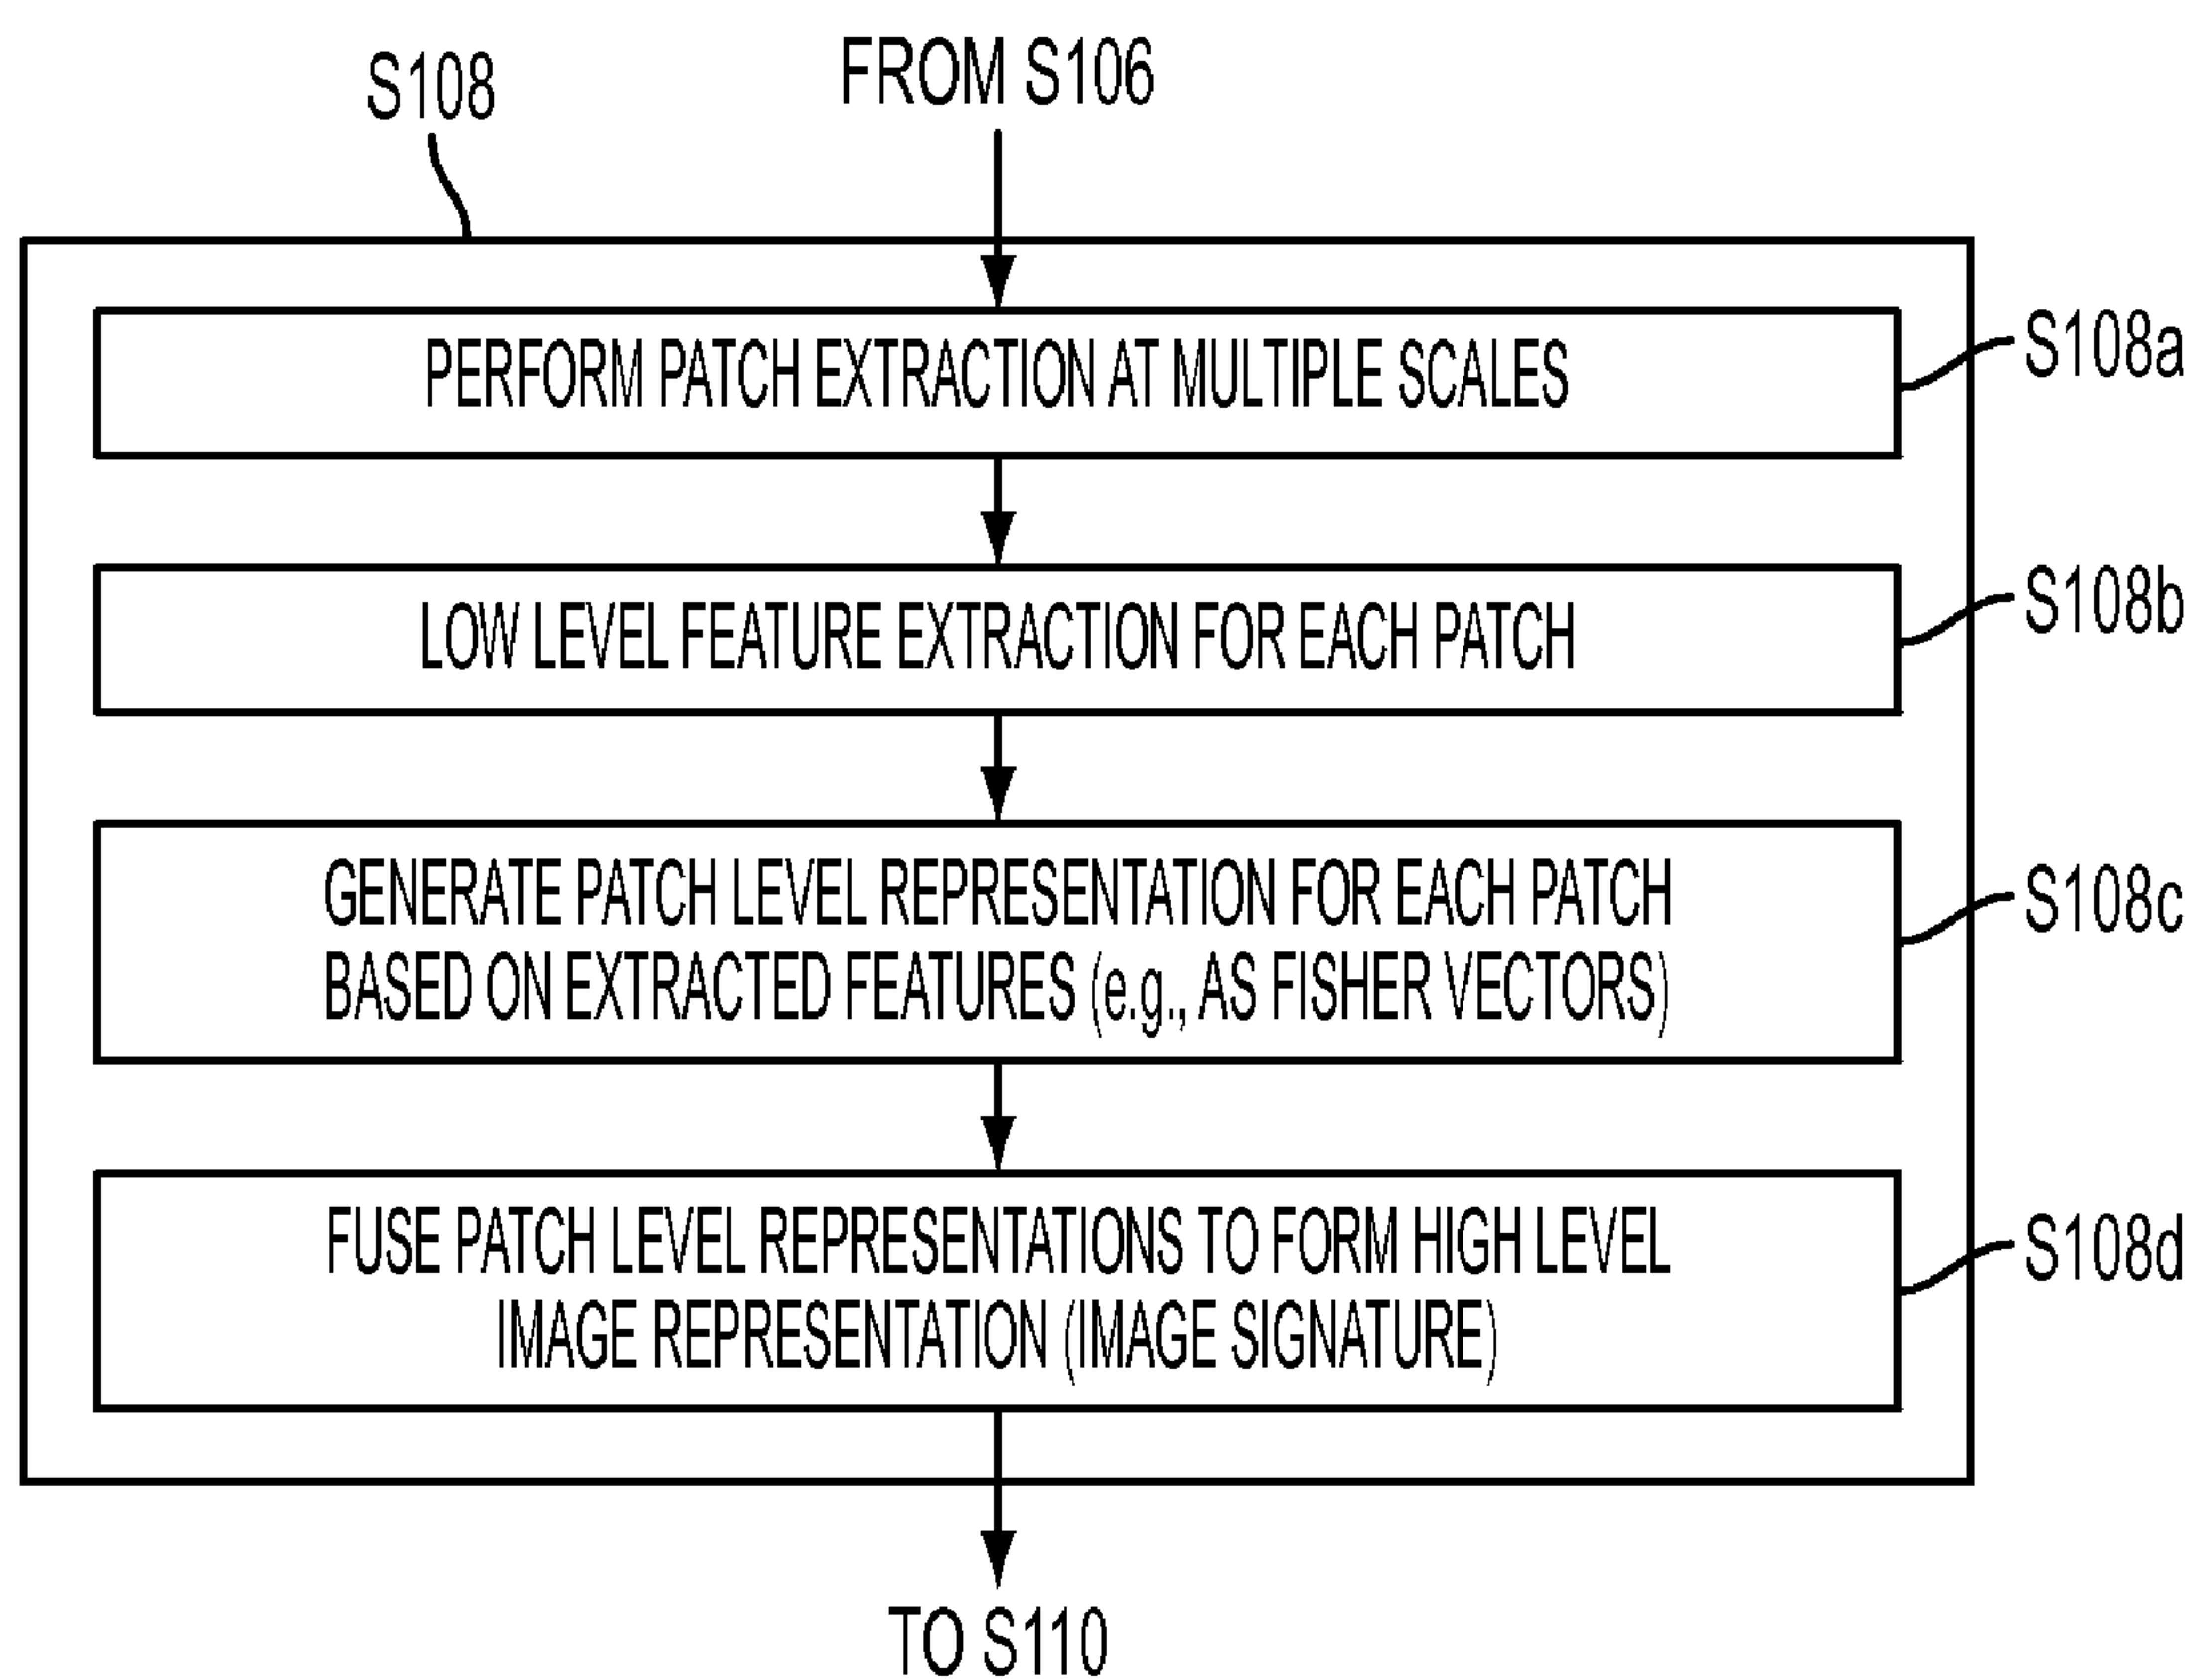 S108
FROM S106
PERFORM PATCH EXTRACTION AT MULTIPLE SCALES
S108a
LOW LEVEL FEATURE EXTRACTION FOR EACH PATCH
S108b
GENERATE PATCH LEVEL REPRESENTATION FOR EACH PATCH
BASED ON EXTRACTED FEATURES (e.g., AS FISHER VECTORS)
S108c
FUSE PATCH LEVEL REPRESENTATIONS TO FORM HIGH LEVEL
IMAGE REPRESENTATION (IMAGE SIGNATURE)
S108d
TO S110